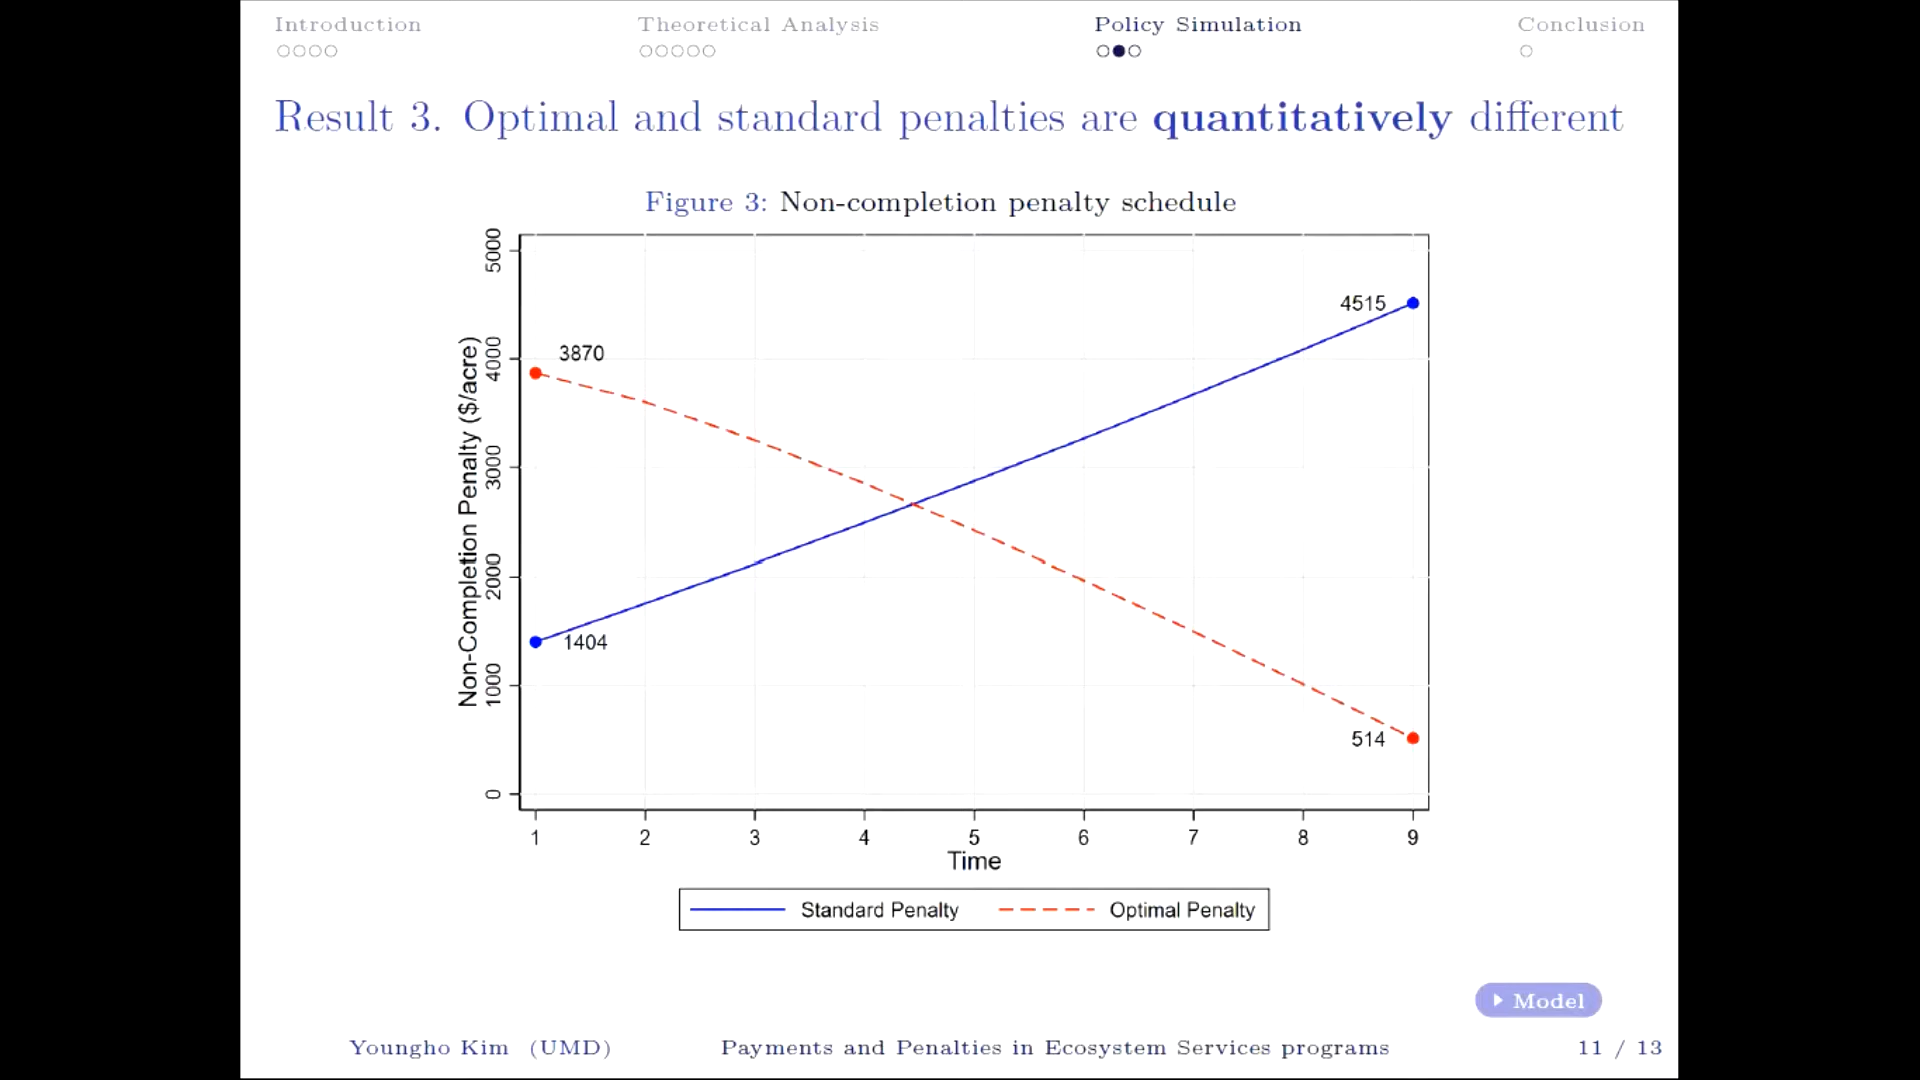 Introduction
Theoretical Analysis
Policy Simulation
Conclusion
Result 3. Optimal and standard penalties are quantitatively different
Figure 3: Non-completion penalty schedule
Non-Completion Penalty ($/acre)
5000
4000
3000
2000
1000
0
3870
4515
1404
514
1 2 3 4 5 6 7 8 9
Time
Standard Penalty
Optimal Penalty
Model
Youngho Kim (UMD)
Payments and Penalties in Ecosystem Services programs
11 / 13